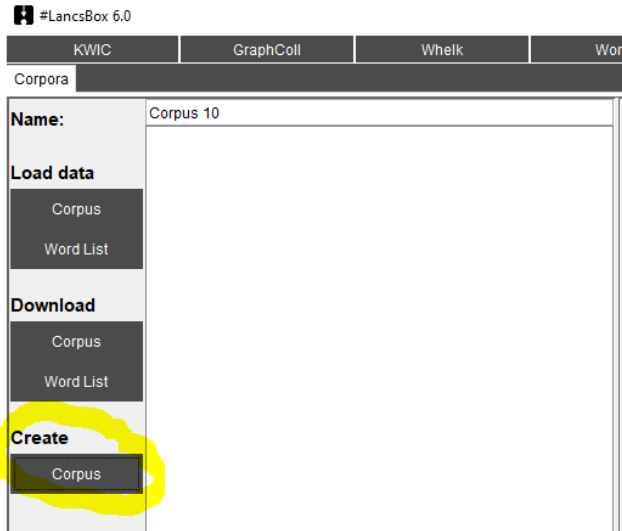 #LancsBox 6.0
KWIC GraphColl Whelk
Corpora
Name: Corpus 10
Load data
Corpus
Word List
Download
Corpus
Word List
Create
Corpus